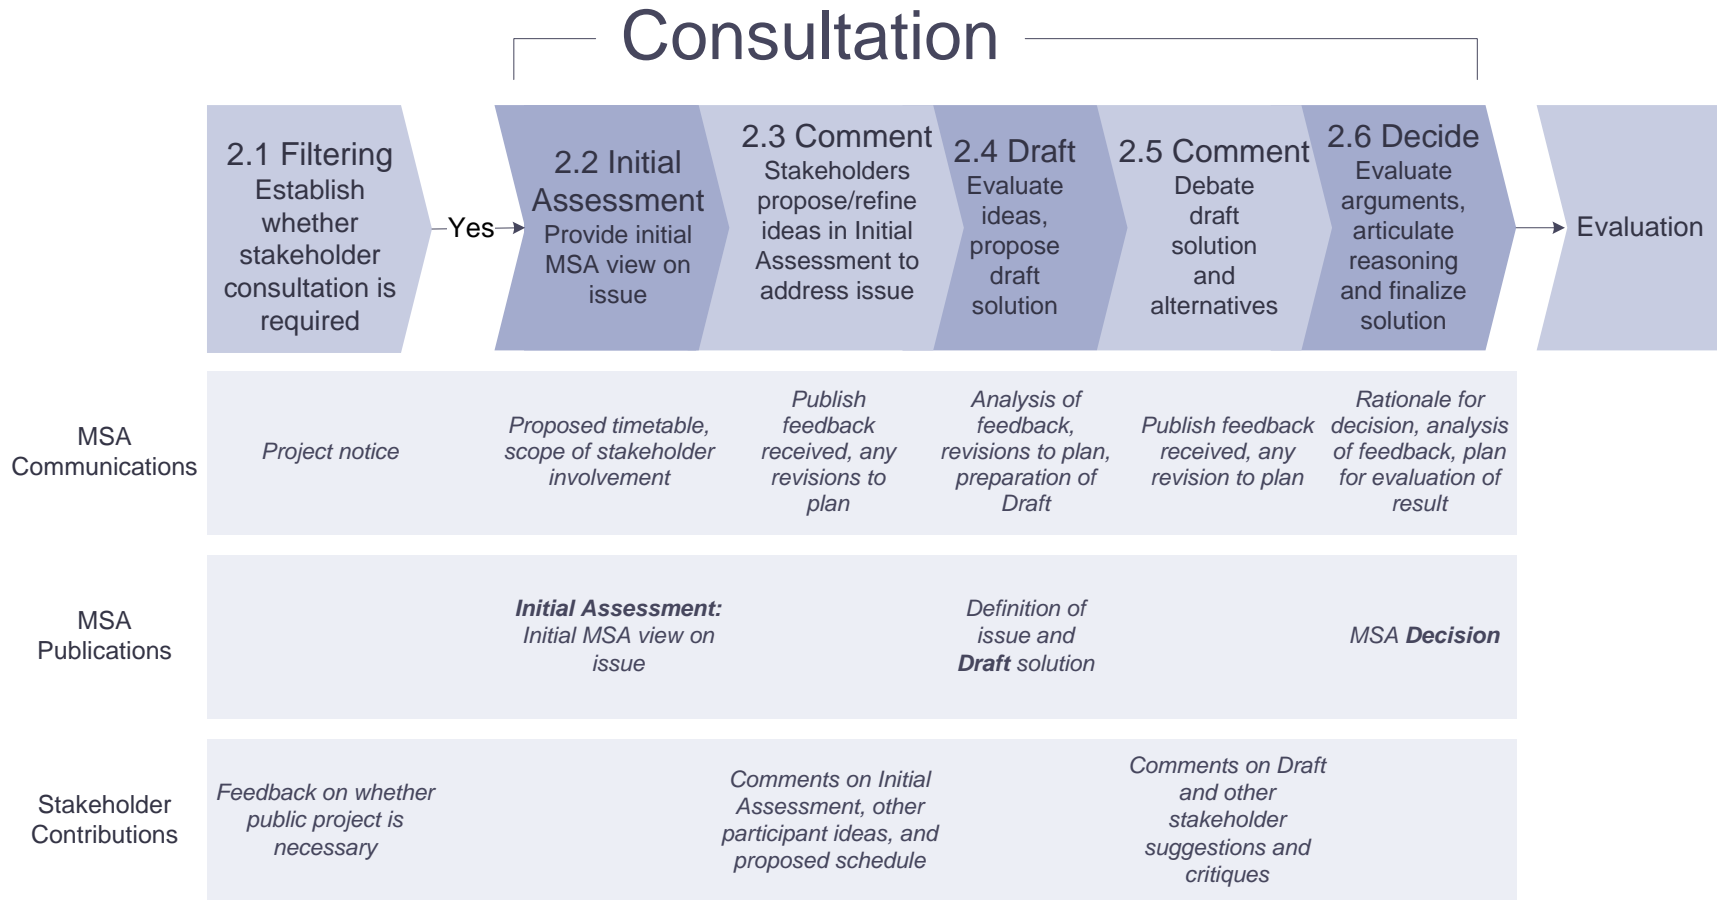 Consultation
2.1 Filtering
Establish
whether
stakeholder
consultation is
required
Yes
2.2 Initial
Assessment
Provide initial
MSA view on
issue
2.3 Comment
Stakeholders
propose/refine
ideas in Initial
Assessment to
address issue
2.4 Draft
Evaluate
ideas,
propose
draft
solution
2.5 Comment
Debate
draft
solution
and
alternatives
2.6 Decide
Evaluate
arguments,
articulate
reasoning
and finalize
solution
Evaluation
MSA
Communications
Project notice
Proposed timetable,
scope of stakeholder
involvement
Publish
feedback
received, any
revisions to
plan
Analysis of
feedback,
revisions to plan,
preparation of
Draft
Publish feedback
received, any
revision to plan
Rationale for
decision, analysis
of feedback, plan
for evaluation of
result
MSA
Publications
Initial Assessment:
Initial MSA view on
issue
Definition of
issue and
Draft solution
MSA Decision
Stakeholder
Contributions
Feedback on whether
public project is
necessary
Comments on Initial
Assessment, other
participant ideas, and
proposed schedule
Comments on Draft
and other
stakeholder
suggestions and
critiques